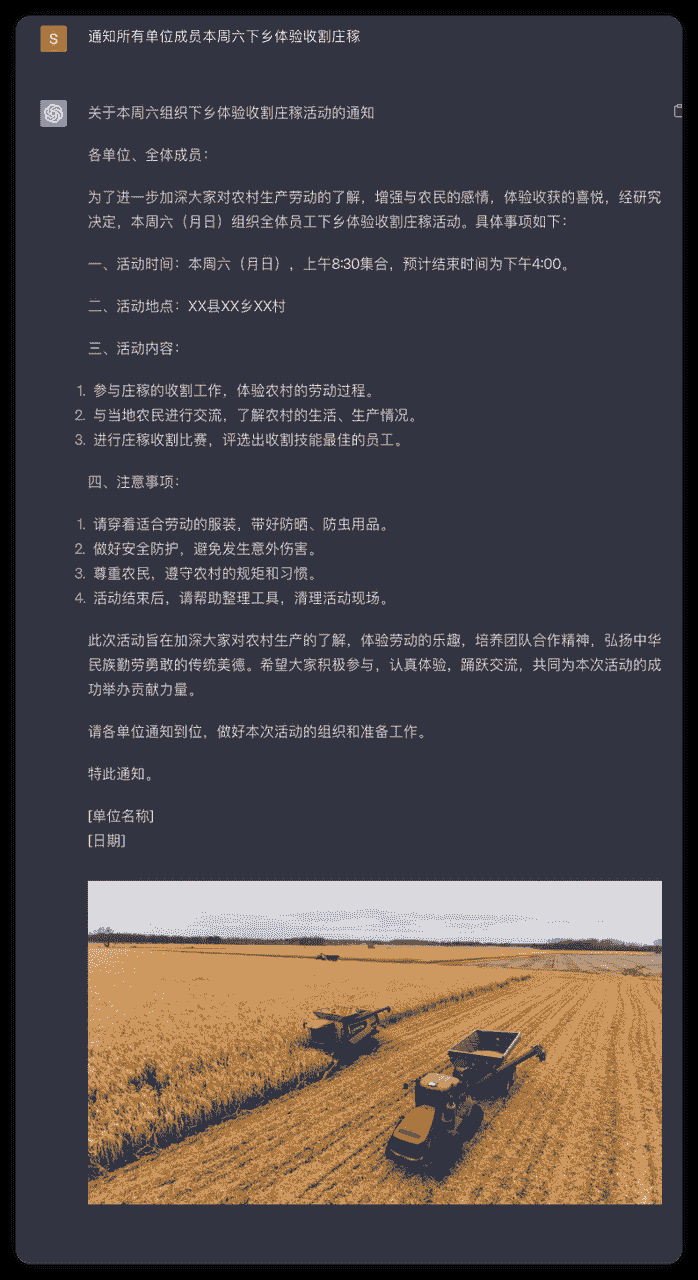 S
通知所有单位成员本周六下乡体验收割庄稼
关于本周六组织下乡体验收割庄稼活动的通知
各单位、全体成员：
为了进一步加深大家对农村生产劳动的了解，增强与农民的感情，体验收获的喜悦，经研究
决定，本周六（月日）组织全体员工下乡体验收割庄稼活动。具体事项如下：
一、活动时间：本周六（月日），上午8:30集合，预计结束时间为下午4:00。
二、活动地点：XX县XX乡XX村
三、活动内容：
1. 参与庄稼的收割工作，体验农村的劳动过程。
2. 与当地农民进行交流，了解农村的生活、生产情况。
3. 进行庄稼收割比赛，评选出收割技能最佳的员工。
四、注意事项：
1. 请穿着适合劳动的服装，带好防晒、防虫用品。
2. 做好安全防护，避免发生意外伤害。
3. 尊重农民，遵守农村的规矩和习惯。
4. 活动结束后，请帮助整理工具，清理活动现场。
此次活动旨在加深大家对农村生产的了解，体验劳动的乐趣，培养团队合作精神，弘扬中华
民族勤劳勇敢的传统美德。希望大家积极参与，认真体验，踊跃交流，共同为本次活动的成
功举办贡献力量。
请各单位通知到位，做好本次活动的组织和准备工作。
特此通知。
[单位名称]
[日期]